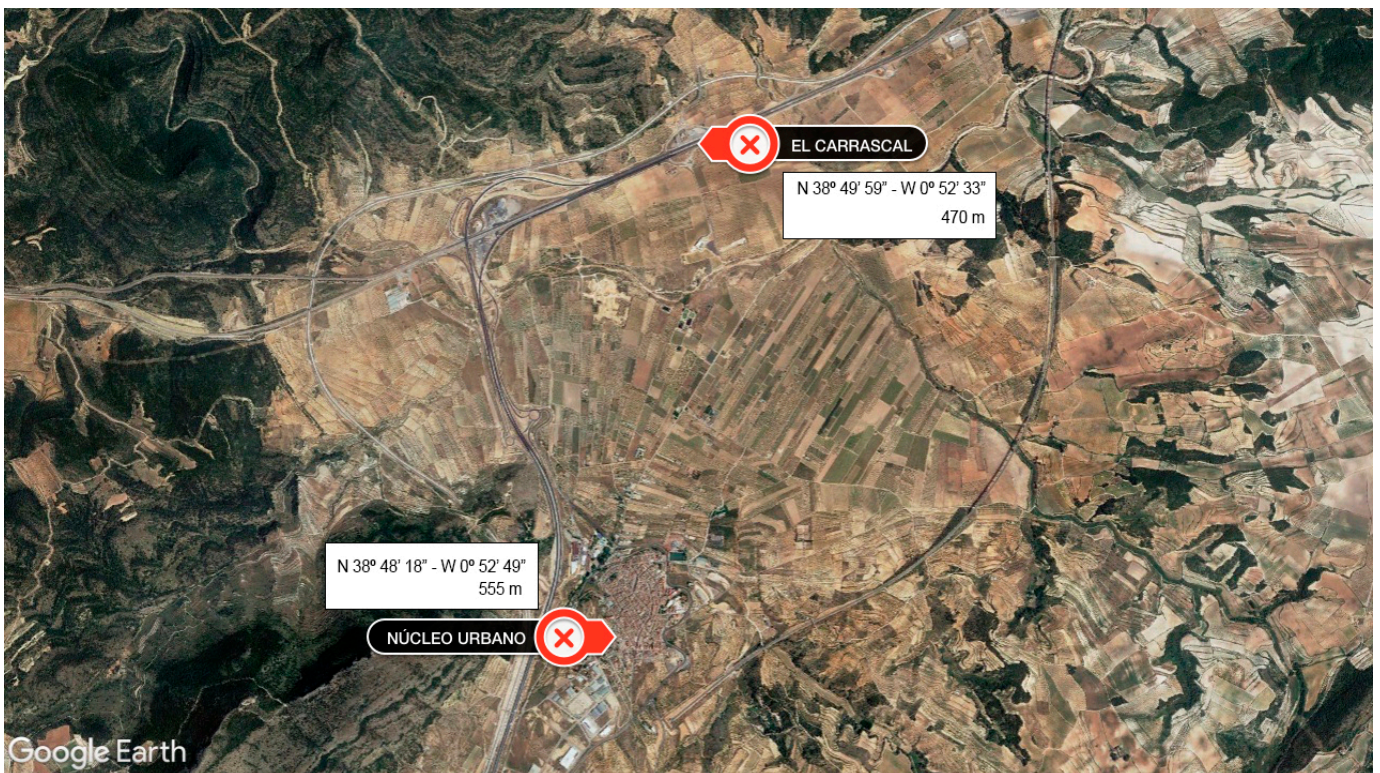 EL CARRASCAL
N 38º 49’ 59” - W 0º 52’ 33”
470 m
N 38º 48’ 18” - W 0º 52’ 49”
555 m
NÚCLEO URBANO
Google Earth